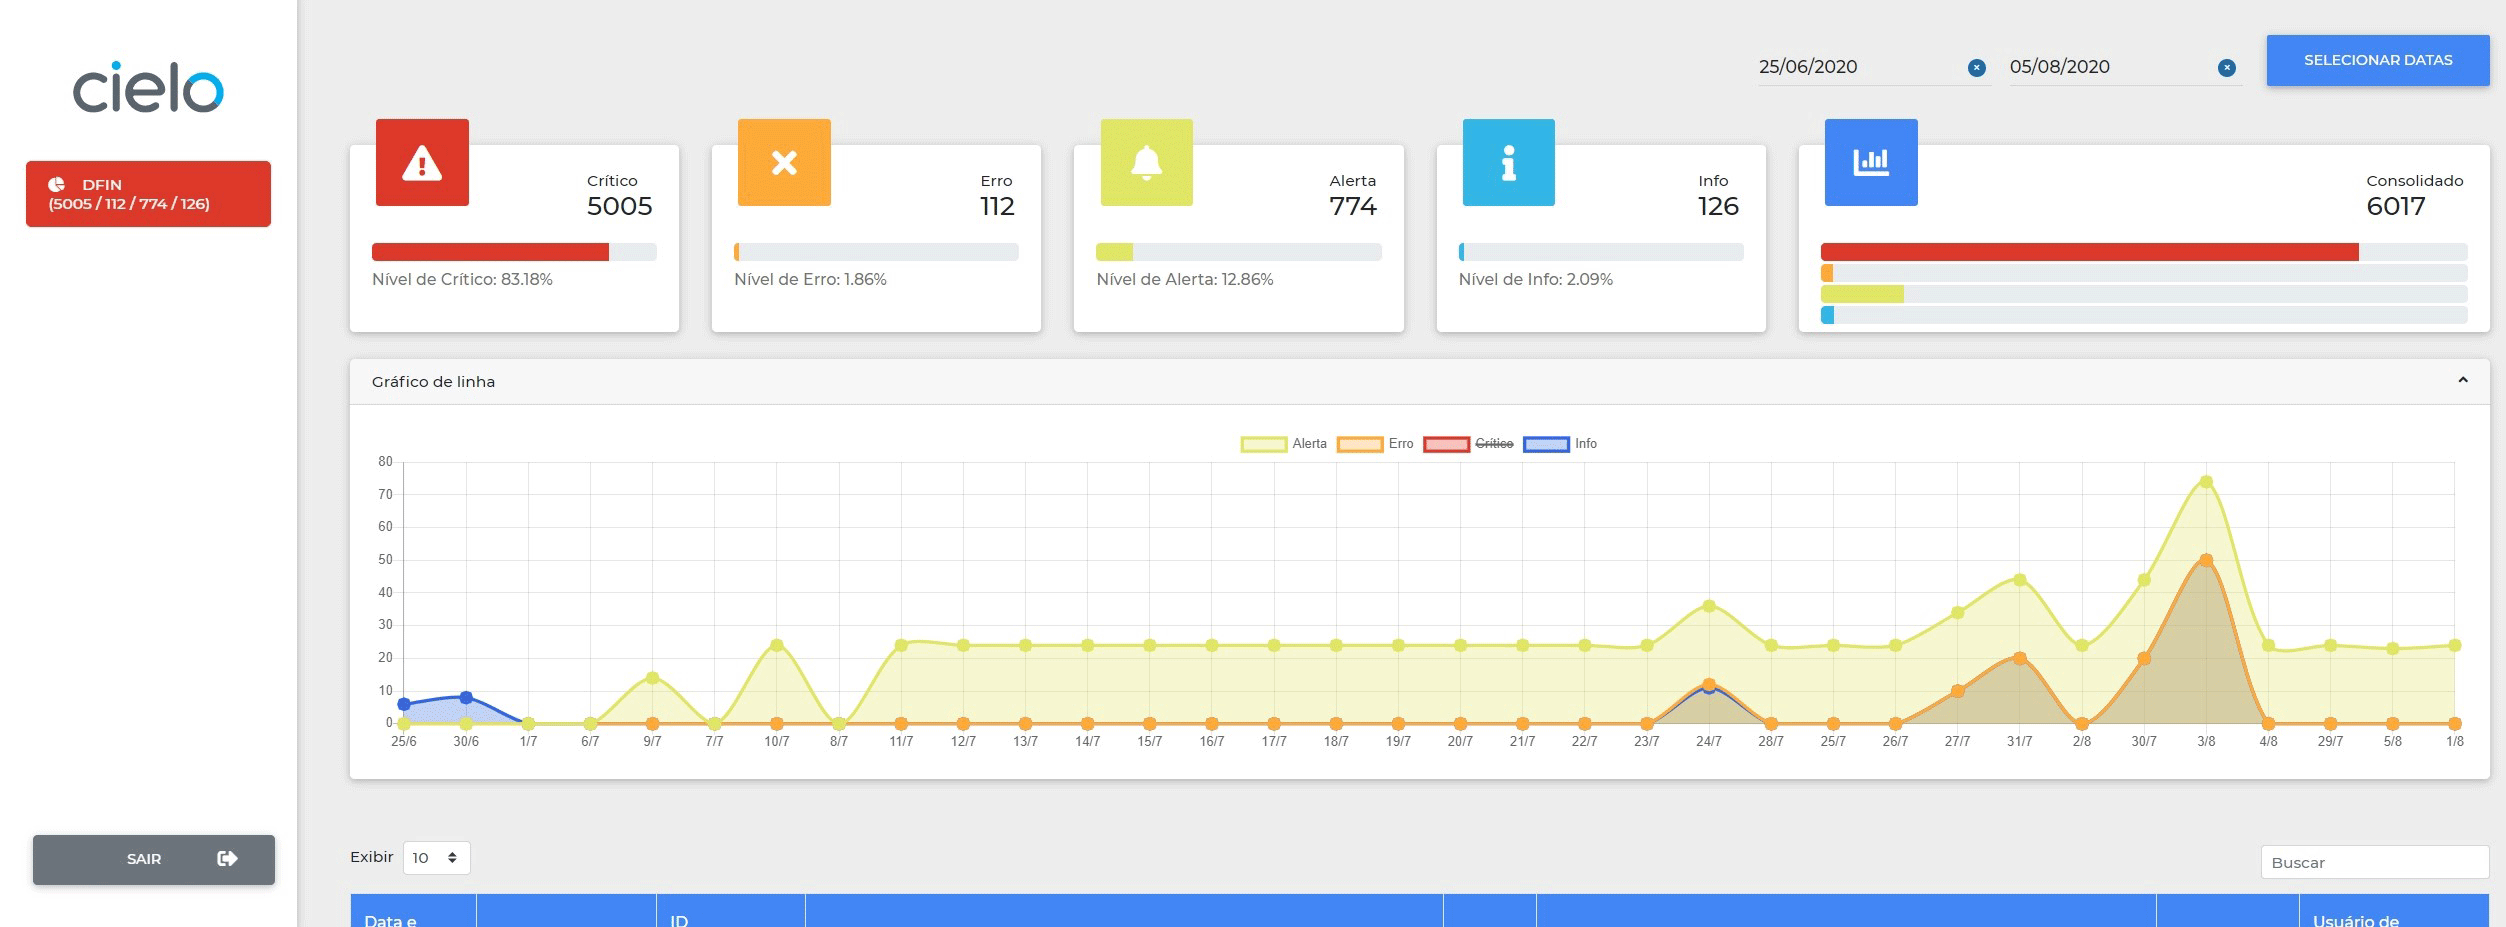 cielo
DFIN
(5005 / 112 / 774 / 126)
SAIR
25/06/2020
05/08/2020
SELECIONAR DATAS
Crítico
5005
Nível de Crítico: 83.18%
Erro
112
Nível de Erro: 1.86%
Alerta
774
Nível de Alerta: 12.86%
Info
126
Nível de Info: 2.09%
Consolidado
6017
Gráfico de linha
Alerta Erro Crítico Info
80
70
60
50
40
30
20
10
0
25/6 30/6 1/7 6/7 9/7 7/7 10/7 8/7 11/7 12/7 13/7 14/7 15/7 16/7 17/7 18/7 19/7 20/7 21/7 22/7 23/7 24/7 28/7 25/7 26/7 27/7 31/7 2/8 30/7 3/8 4/8 29/7 5/8 1/8
Exibir 10
Buscar
Data e ID Usuário de